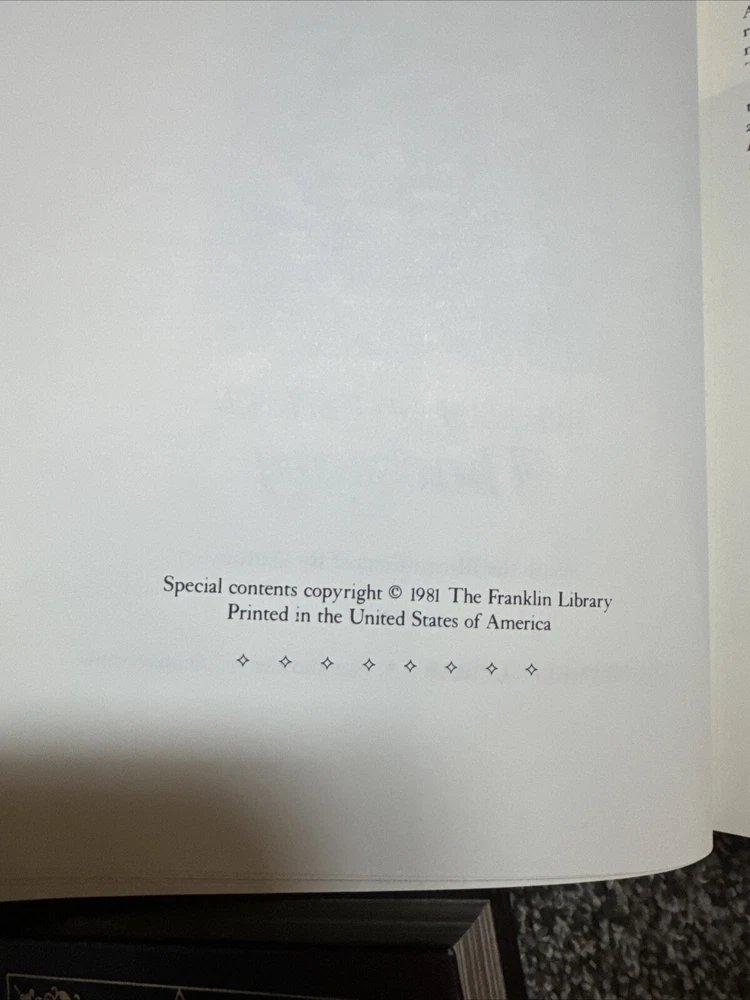 Special contents copyright © 1981 The Franklin Library
Printed in the United States of America